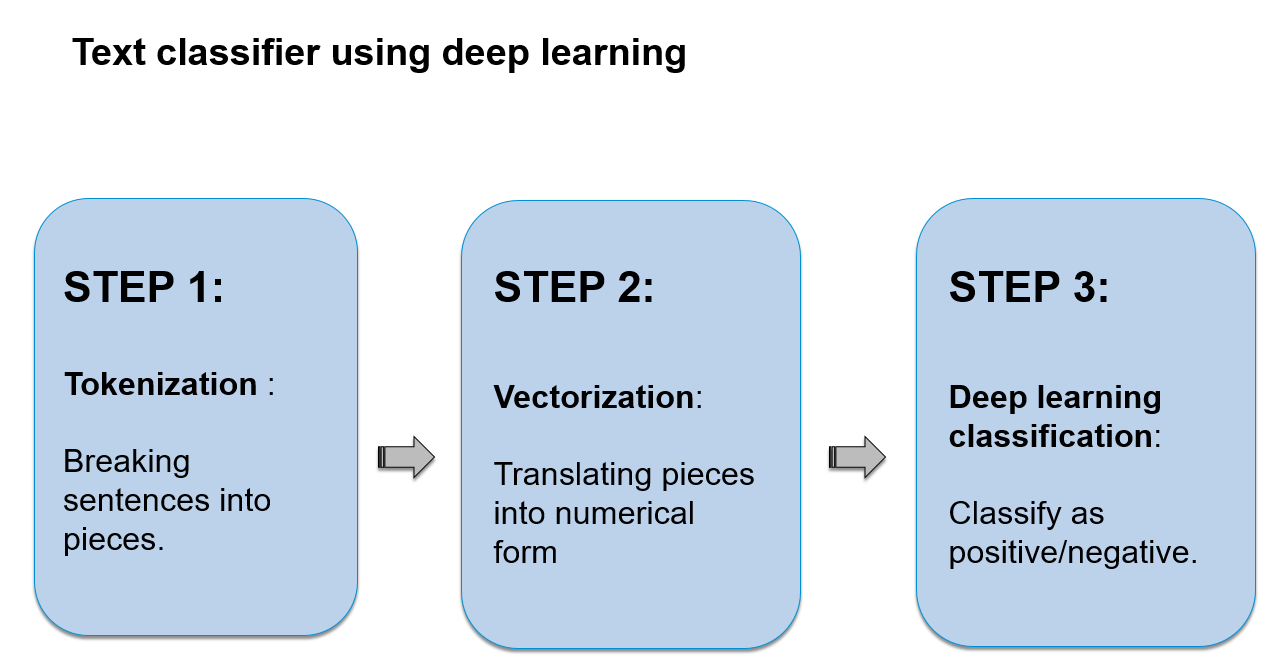 Text classifier using deep learning
STEP 1:
Tokenization :
Breaking
sentences into
pieces.
STEP 2:
Vectorization:
Translating pieces
into numerical
form
STEP 3:
Deep learning
classification:
Classify as
positive/negative.